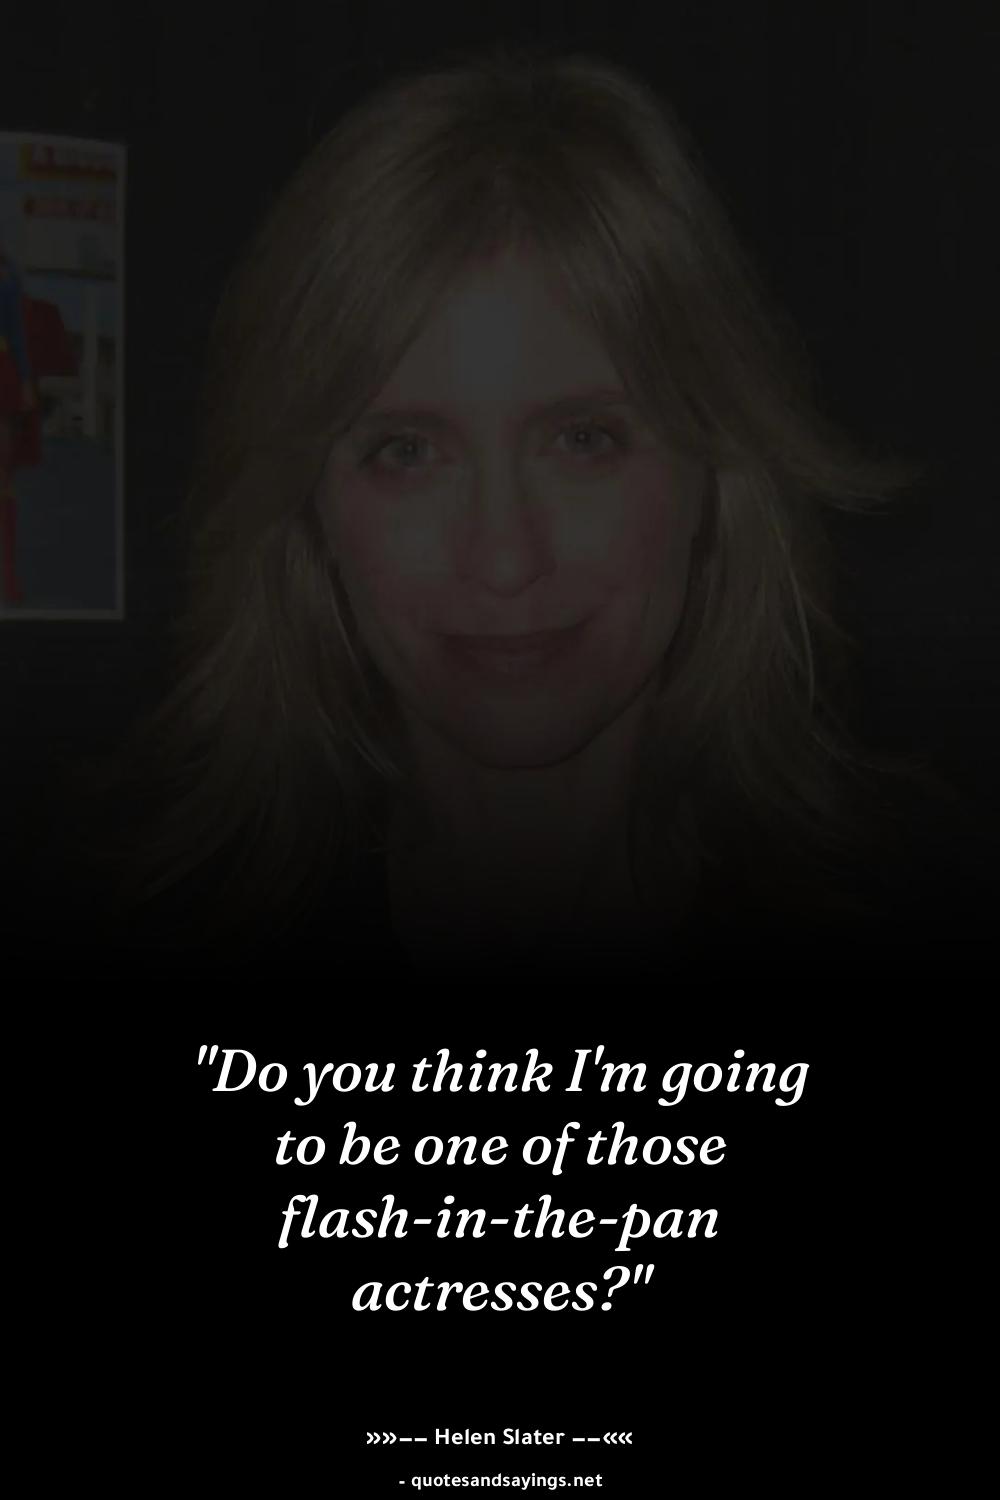 "Do you think I'm going
to be one of those
flash-in-the-pan
actresses?"
»»−− Helen Slater −−««
- quotesandsayings.net